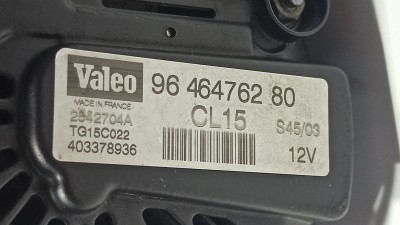 Valeo 96 464762 80
MADE IN FRANCE CL15 S45/03
2542704A
TG15C022
403378936 12V